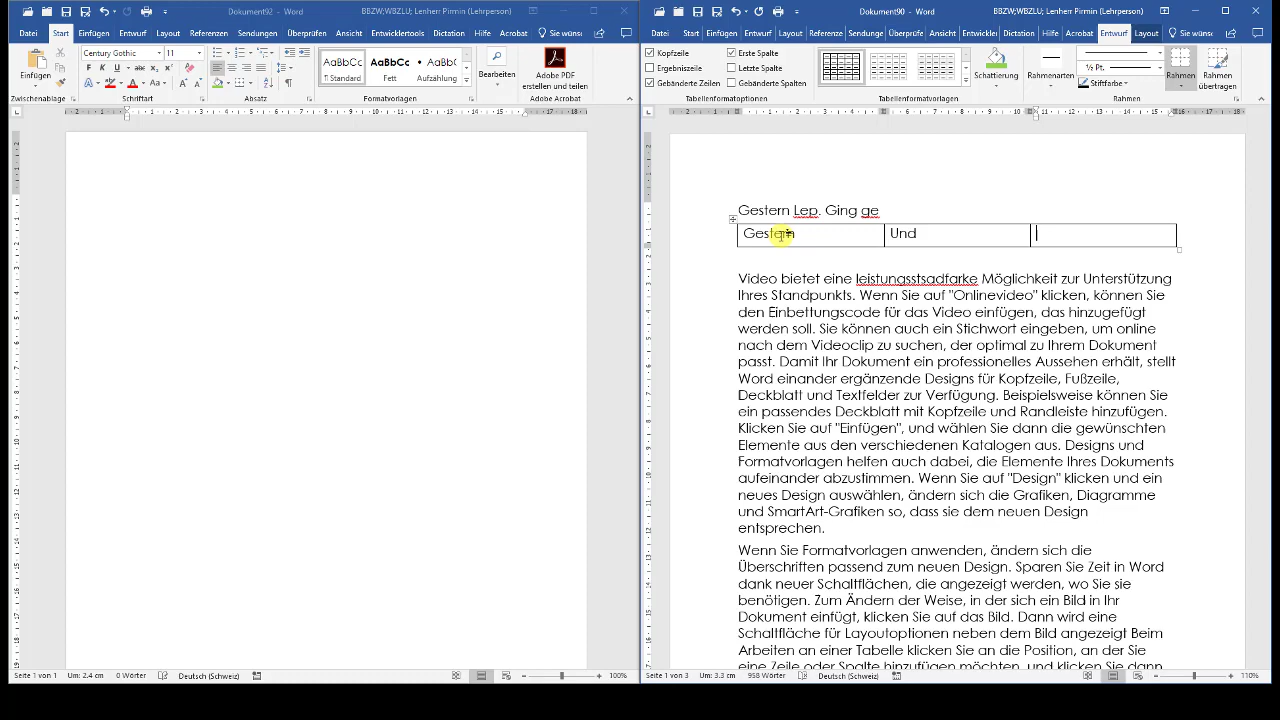 Dokument92 - Word
BBZW;WBZLU; Lenherr Pirmin (Lehrperson)
Datei Start Einfügen Entwurf Layout Referenzen Sendungen Überprüfen Ansicht Entwicklertools Dictation Hilfe Acrobat Sie wünsc
Century Gothic 11
Einfügen
AaBbCc AaBbCc AaBbC
¶ Standard Fett Aufzählung
Bearbeiten
Adobe PDF
erstellen und teilen
Zwischenablage Schriftart Absatz Formatvorlagen Adobe Acrobat
Seite 1 von 1 Um: 2.4 cm 0 Wörter Deutsch (Schweiz) 100%
Dokument90 - Word
BBZW;WBZLU; Lenherr Pirmin (Lehrperson)
Datei Start Einfüg Entwurf Layout Referenze Sendung Überprüfe Ansicht Entwickle Dictation Hilfe Acrobat Entwurf Layout Sie wünsc
Kopfzeile Erste Spalte
Ergebniszeile Letzte Spalte
Gebänderte Zeilen Gebänderte Spalten
Schattierung Rahmenarten
½ Pt.
Stiftfarbe
Rahmen
Rahmen
übertragen
Tabellenformatoptionen Tabellenformatvorlagen Rahmen
Gestern Lep. Ging ge
Gestern Und
Video bietet eine leistungsstsadfarke Möglichkeit zur Unterstützung
Ihres Standpunkts. Wenn Sie auf "Onlinevideo" klicken, können Sie
den Einbettungscode für das Video einfügen, das hinzugefügt
werden soll. Sie können auch ein Stichwort eingeben, um online
nach dem Videoclip zu suchen, der optimal zu Ihrem Dokument
passt. Damit Ihr Dokument ein professionelles Aussehen erhält, stellt
Word einander ergänzende Designs für Kopfzeile, Fußzeile,
Deckblatt und Textfelder zur Verfügung. Beispielsweise können Sie
ein passendes Deckblatt mit Kopfzeile und Randleiste hinzufügen.
Klicken Sie auf "Einfügen", und wählen Sie dann die gewünschten
Elemente aus den verschiedenen Katalogen aus. Designs und
Formatvorlagen helfen auch dabei, die Elemente Ihres Dokuments
aufeinander abzustimmen. Wenn Sie auf "Design" klicken und ein
neues Design auswählen, ändern sich die Grafiken, Diagramme
und SmartArt-Grafiken so, dass sie dem neuen Design
entsprechen.
Wenn Sie Formatvorlagen anwenden, ändern sich die
Überschriften passend zum neuen Design. Sparen Sie Zeit in Word
dank neuer Schaltflächen, die angezeigt werden, wo Sie sie
benötigen. Zum Ändern der Weise, in der sich ein Bild in Ihr
Dokument einfügt, klicken Sie auf das Bild. Dann wird eine
Schaltfläche für Layoutoptionen neben dem Bild angezeigt Beim
Arbeiten an einer Tabelle klicken Sie an die Position, an der Sie
eine Zeile oder Spalte hinzufügen möchten, und klicken Sie dann
Seite 1 von 3 Um: 3.3 cm 958 Wörter Deutsch (Schweiz) 110%